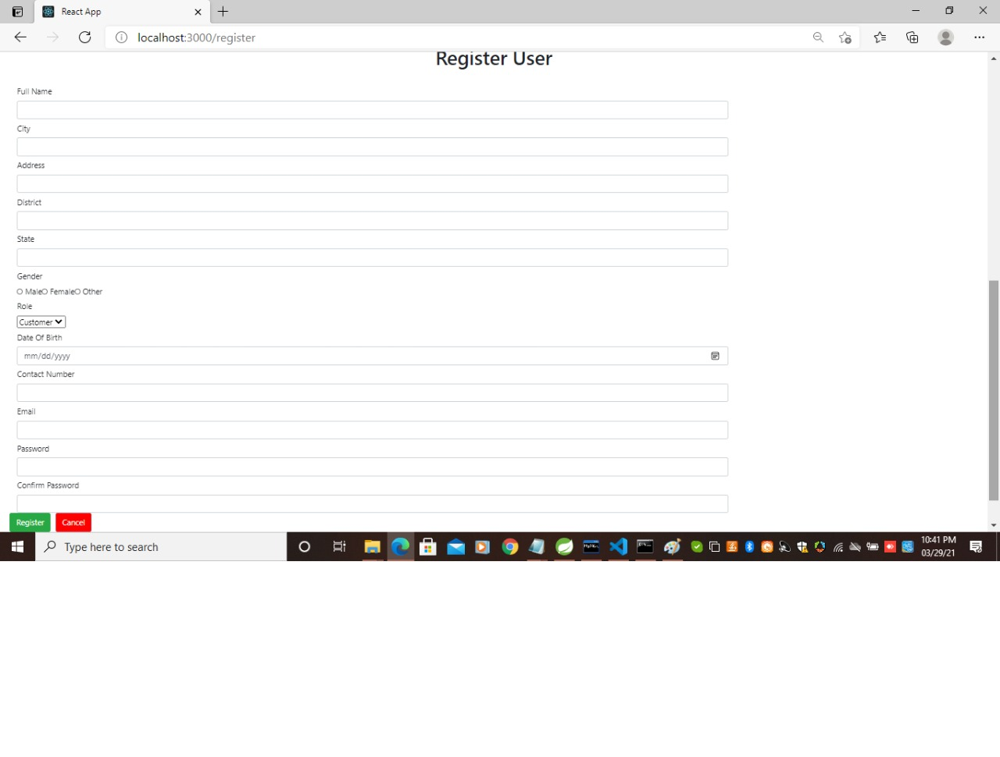 React App
localhost:3000/register
Register User
Full Name
City
Address
District
State
Gender
Male Female Other
Role
Customer
Date Of Birth
mm/dd/yyyy
Contact Number
Email
Password
Confirm Password
Register Cancel
Type here to search
10:41 PM
03/29/21